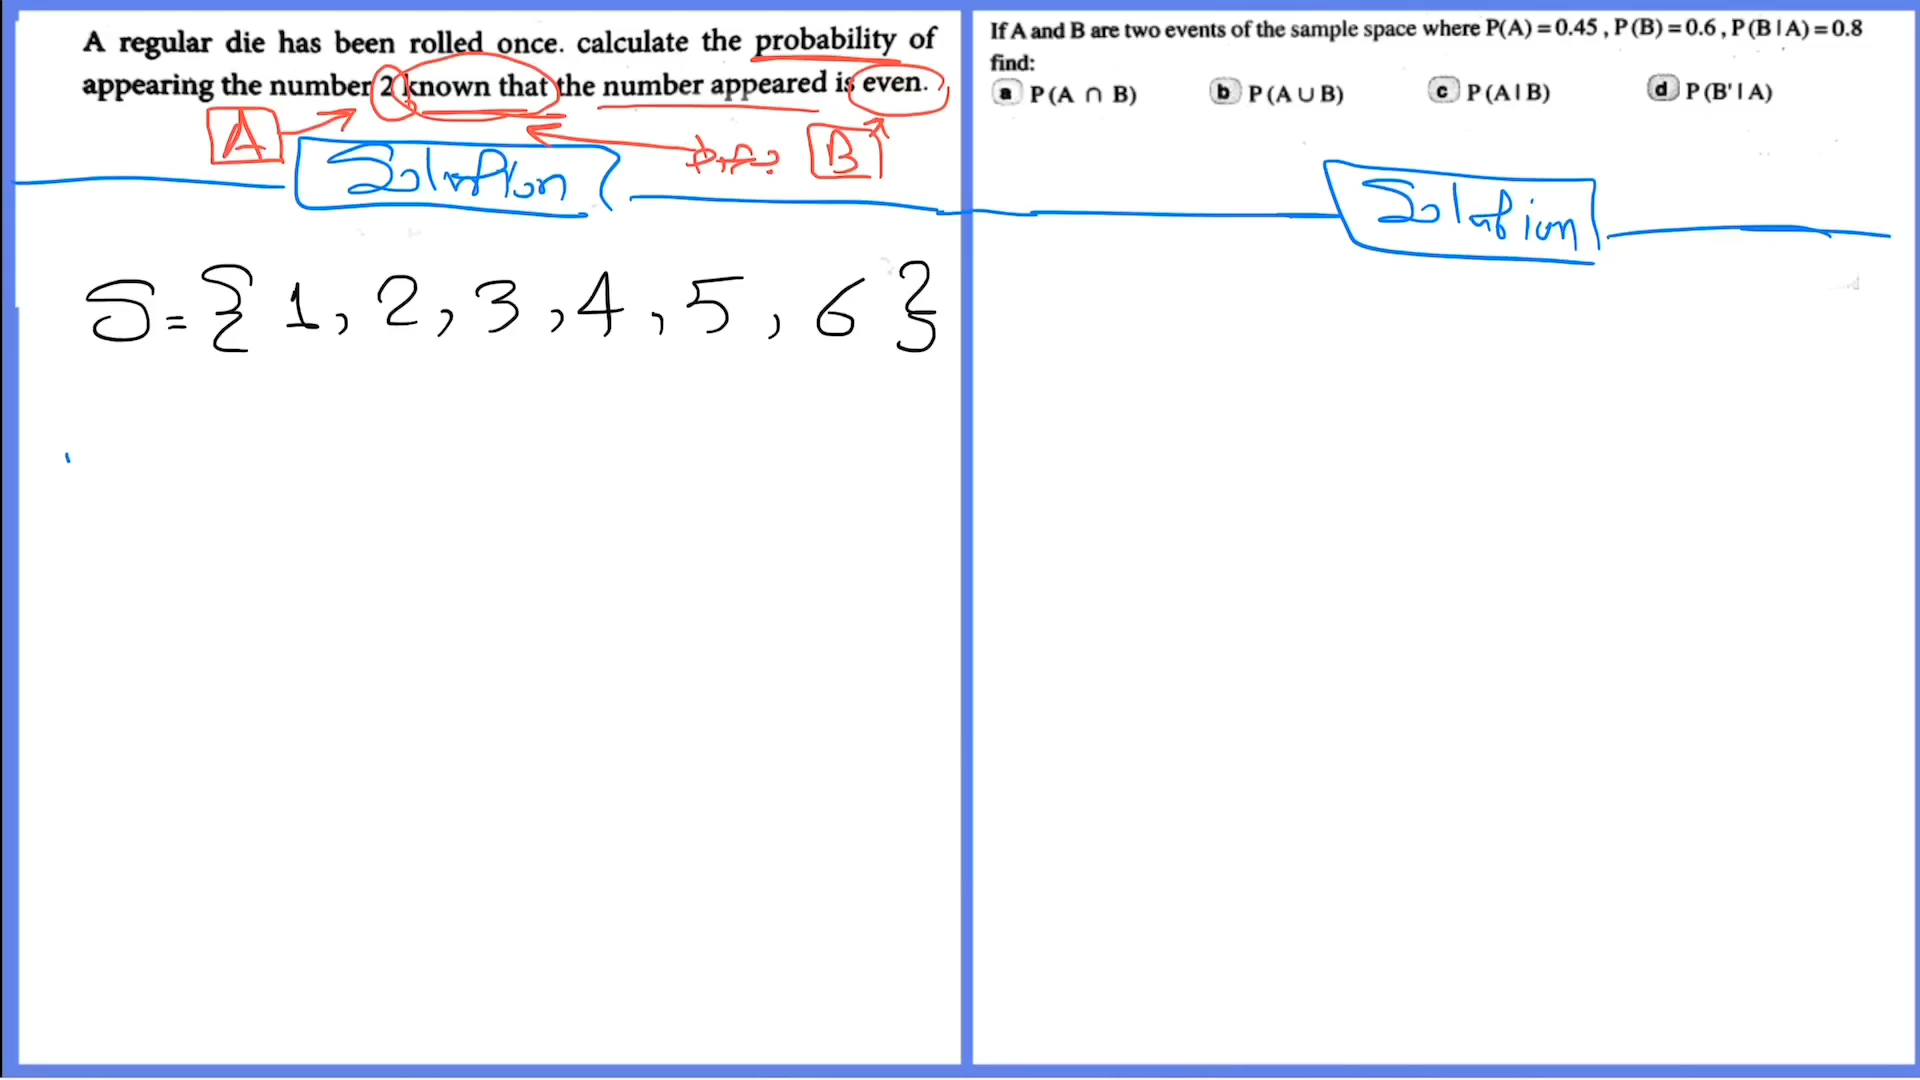 A regular die has been rolled once. calculate the probability of
appearing the number 2 known that the number appeared is even.
A
B
Solution
S = { 1, 2, 3, 4, 5, 6 }
If A and B are two events of the sample space where P(A) = 0.45 , P(B) = 0.6 , P(B | A) = 0.8
find:
a P(A ∩ B) b P(A ∪ B) c P(A | B) d P(B' | A)
Solution